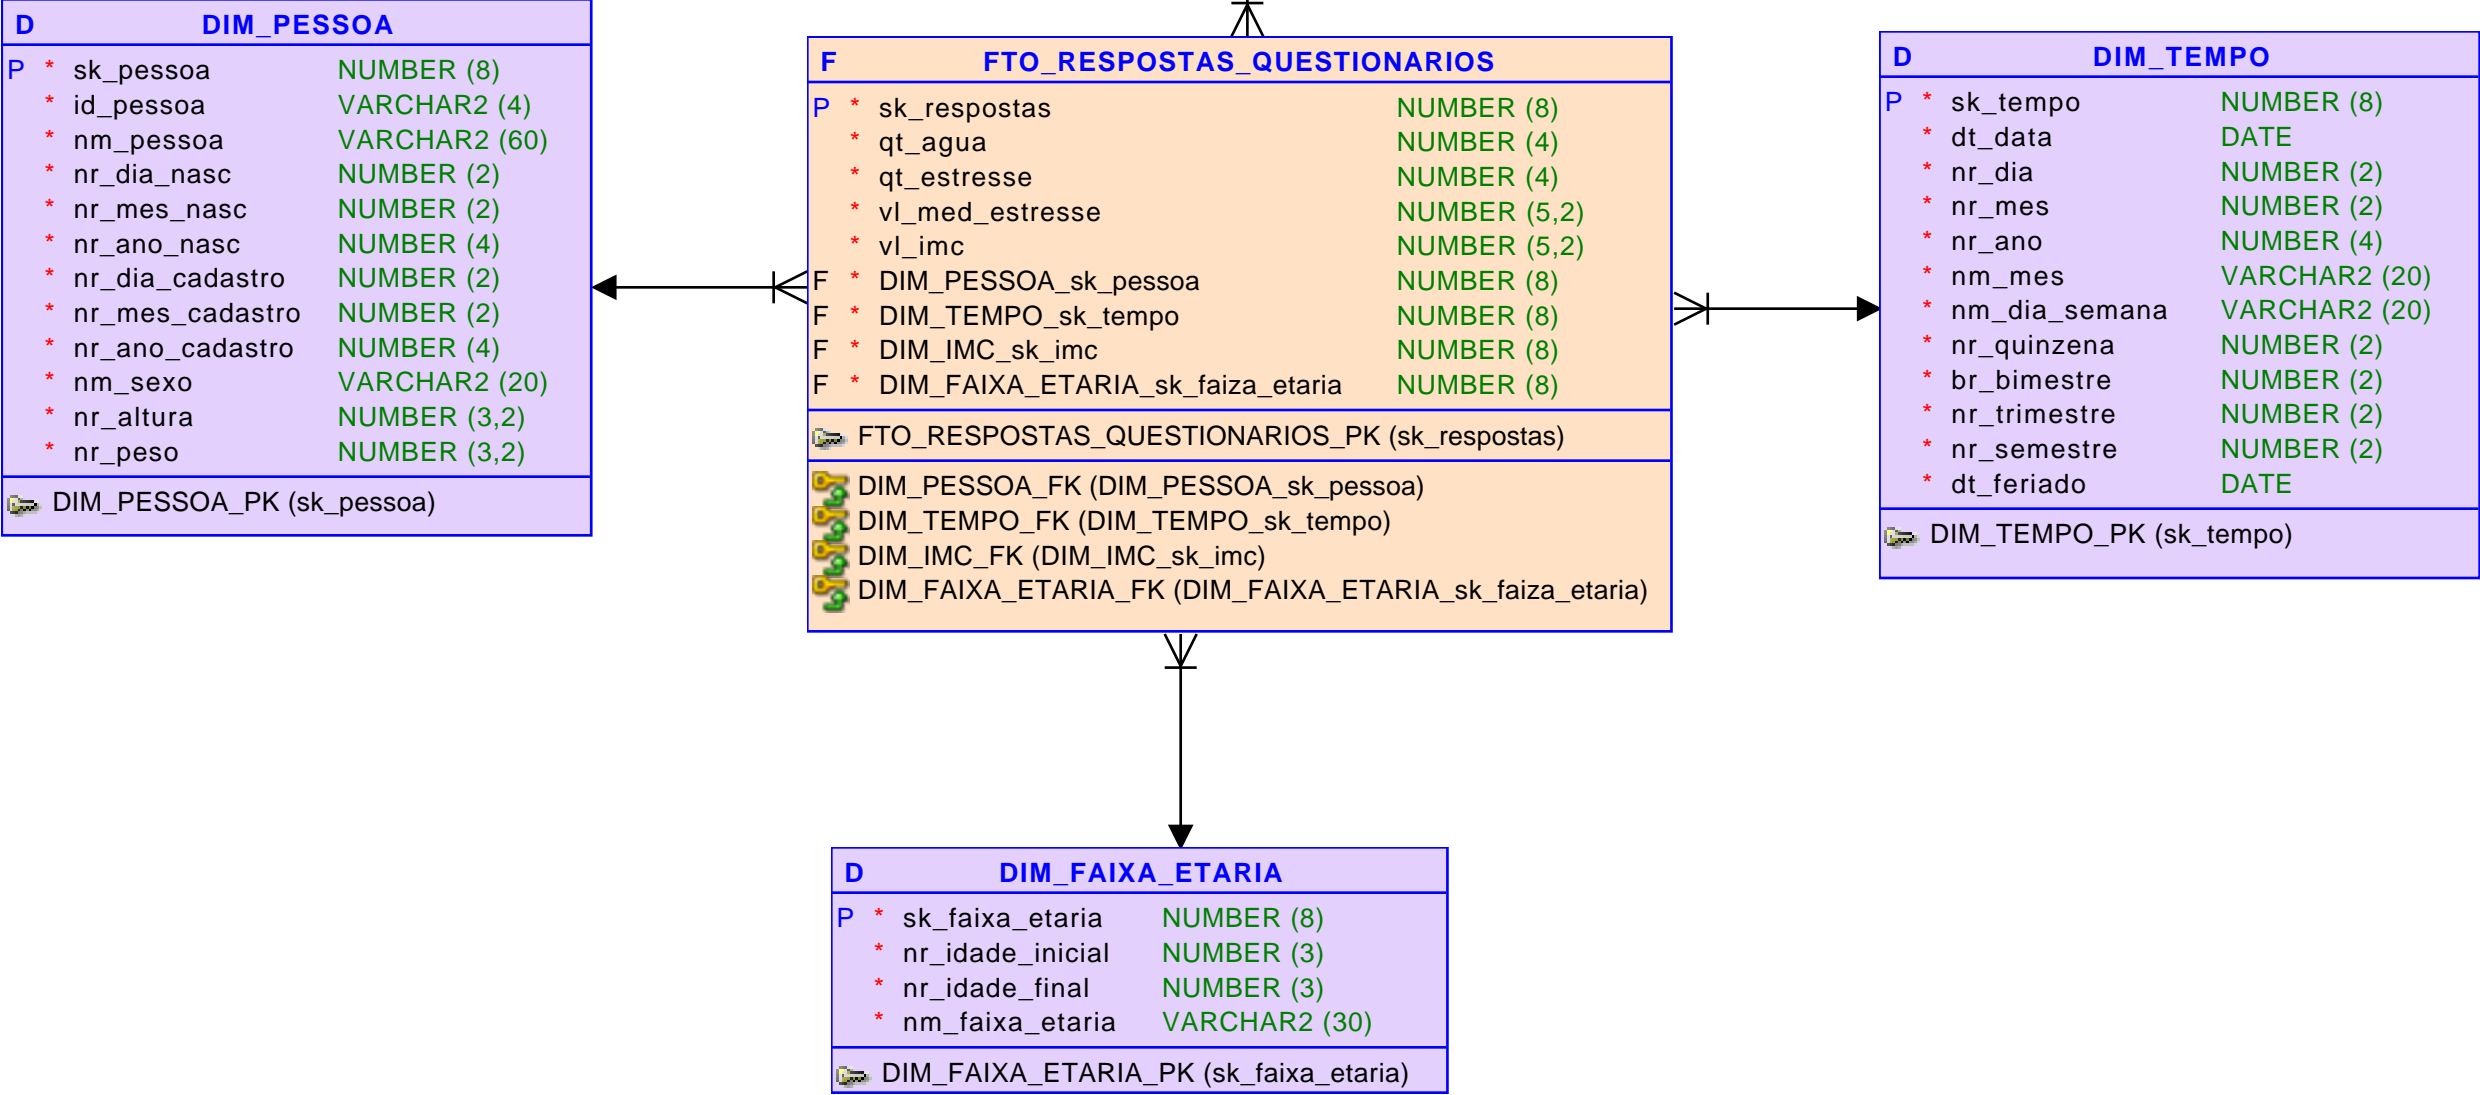 D DIM_PESSOA
P * sk_pessoa NUMBER (8)
* id_pessoa VARCHAR2 (4)
* nm_pessoa VARCHAR2 (60)
* nr_dia_nasc NUMBER (2)
* nr_mes_nasc NUMBER (2)
* nr_ano_nasc NUMBER (4)
* nr_dia_cadastro NUMBER (2)
* nr_mes_cadastro NUMBER (2)
* nr_ano_cadastro NUMBER (4)
* nm_sexo VARCHAR2 (20)
* nr_altura NUMBER (3,2)
* nr_peso NUMBER (3,2)
DIM_PESSOA_PK (sk_pessoa)
F FTO_RESPOSTAS_QUESTIONARIOS
P * sk_respostas NUMBER (8)
* qt_agua NUMBER (4)
* qt_estresse NUMBER (4)
* vl_med_estresse NUMBER (5,2)
* vl_imc NUMBER (5,2)
F * DIM_PESSOA_sk_pessoa NUMBER (8)
F * DIM_TEMPO_sk_tempo NUMBER (8)
F * DIM_IMC_sk_imc NUMBER (8)
F * DIM_FAIXA_ETARIA_sk_faiza_etaria NUMBER (8)
FTO_RESPOSTAS_QUESTIONARIOS_PK (sk_respostas)
DIM_PESSOA_FK (DIM_PESSOA_sk_pessoa)
DIM_TEMPO_FK (DIM_TEMPO_sk_tempo)
DIM_IMC_FK (DIM_IMC_sk_imc)
DIM_FAIXA_ETARIA_FK (DIM_FAIXA_ETARIA_sk_faiza_etaria)
D DIM_TEMPO
P * sk_tempo NUMBER (8)
* dt_data DATE
* nr_dia NUMBER (2)
* nr_mes NUMBER (2)
* nr_ano NUMBER (4)
* nm_mes VARCHAR2 (20)
* nm_dia_semana VARCHAR2 (20)
* nr_quinzena NUMBER (2)
* br_bimestre NUMBER (2)
* nr_trimestre NUMBER (2)
* nr_semestre NUMBER (2)
* dt_feriado DATE
DIM_TEMPO_PK (sk_tempo)
D DIM_FAIXA_ETARIA
P * sk_faixa_etaria NUMBER (8)
* nr_idade_inicial NUMBER (3)
* nr_idade_final NUMBER (3)
* nm_faixa_etaria VARCHAR2 (30)
DIM_FAIXA_ETARIA_PK (sk_faixa_etaria)